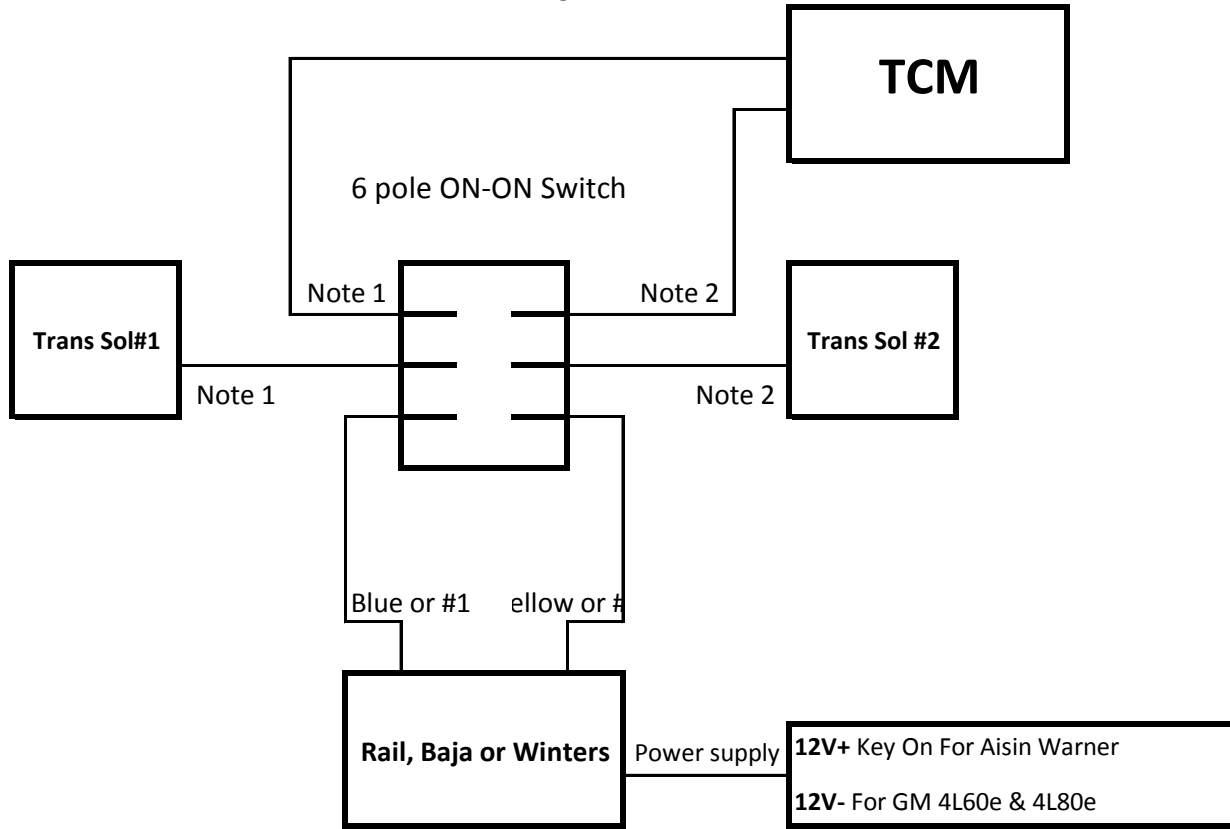 TCM
6 pole ON-ON Switch
Note 1
Note 2
Trans Sol#1
Trans Sol #2
Note 1
Note 2
Blue or #1
ellow or #
Rail, Baja or Winters
Power supply
12V+ Key On For Aisin Warner
12V- For GM 4L60e & 4L80e